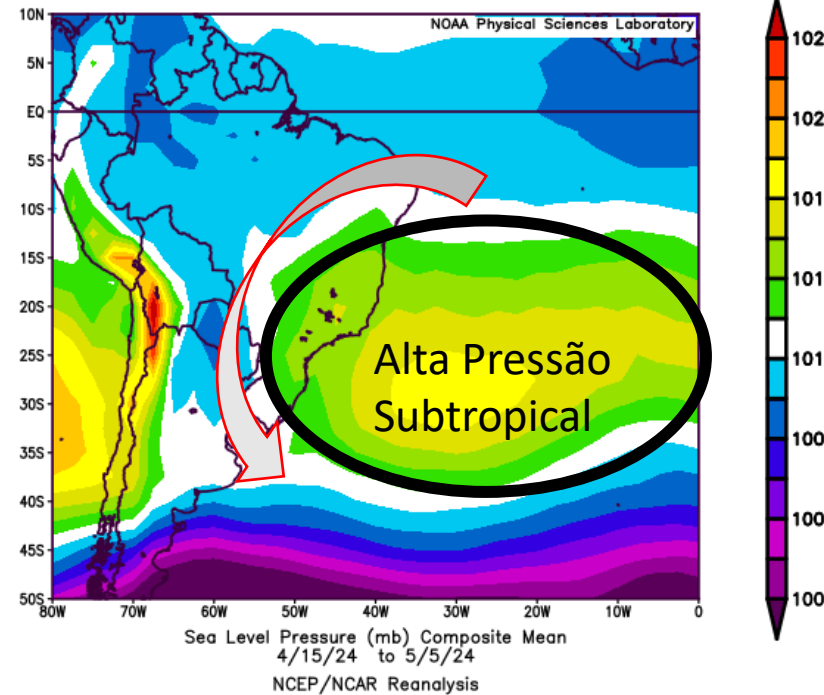 NOAA Physical Sciences Laboratory
10N
5N
EQ
5S
10S
15S
20S
25S
30S
35S
40S
45S
50S
80W
70W
60W
50W
40W
30W
20W
10W
0
Alta Pressão
Subtropical
102
102
101
101
101
100
100
100
Sea Level Pressure (mb) Composite Mean
4/15/24 to 5/5/24
NCEP/NCAR Reanalysis